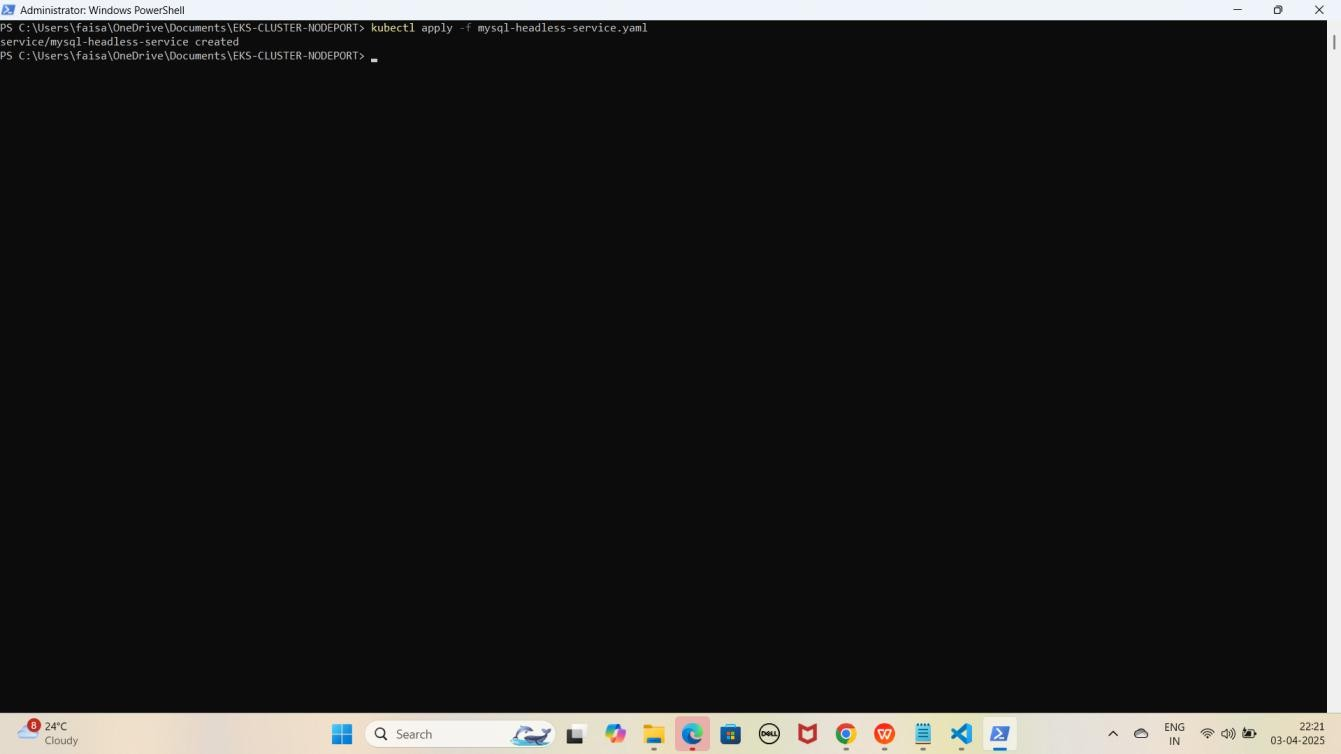 Administrator: Windows PowerShell
PS C:\Users\faisa\OneDrive\Documents\EKS-CLUSTER-NODEPORT> kubectl apply -f mysql-headless-service.yaml
service/mysql-headless-service created
PS C:\Users\faisa\OneDrive\Documents\EKS-CLUSTER-NODEPORT>
8
24°C
Cloudy
Search
DELL
W
ENG
IN
22:21
03-04-2025